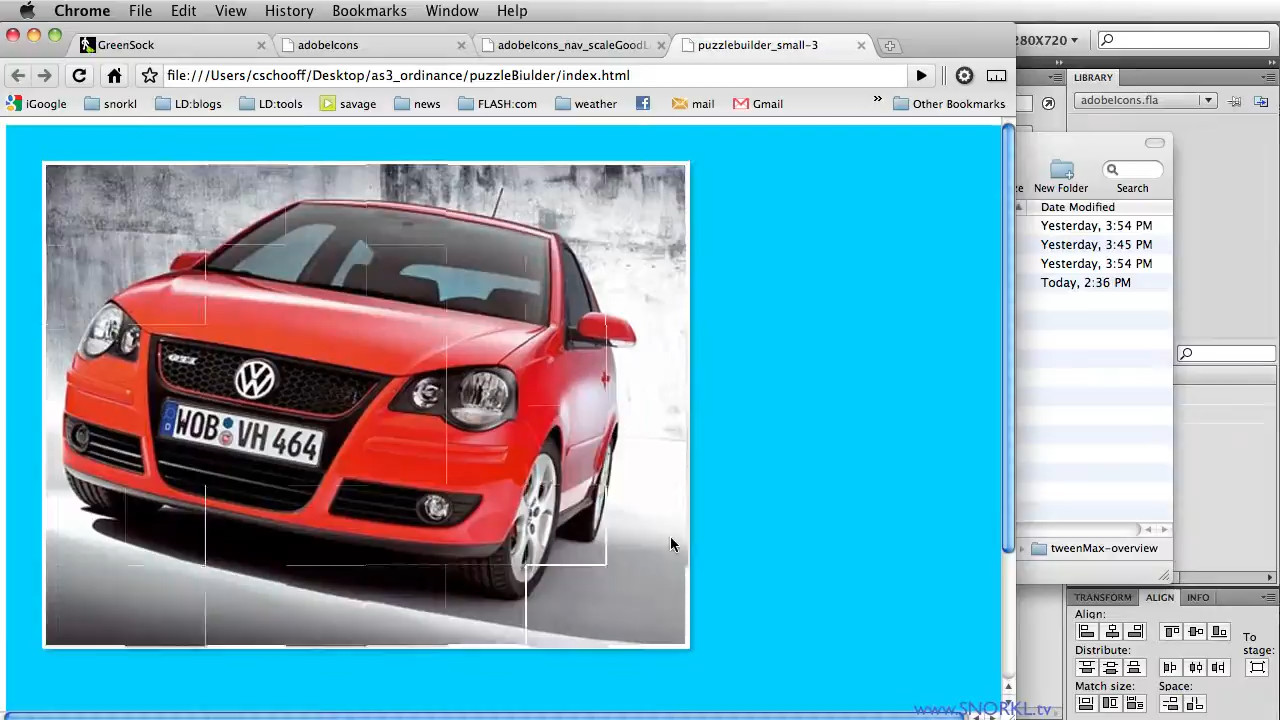 Chrome File Edit View History Bookmarks Window Help
GreenSock
adobeIcons
adobeIcons_nav_scaleGoodL
puzzlebuilder_small-3
280X720
file:///Users/cschooff/Desktop/as3_ordinance/puzzleBiulder/index.html
LIBRARY
adobeIcons.fla
iGoogle snorkl LD:blogs LD:tools savage news FLASH.com weather mail Gmail » Other Bookmarks
New Folder Search
Date Modified
Yesterday, 3:54 PM
Yesterday, 3:45 PM
Yesterday, 3:54 PM
Today, 2:36 PM
GTI
WOB VH 464
D
tweenMax-overview
TRANSFORM ALIGN INFO
Align:
Distribute:
To stage:
Match size:
Space:
www.SNORKL.tv